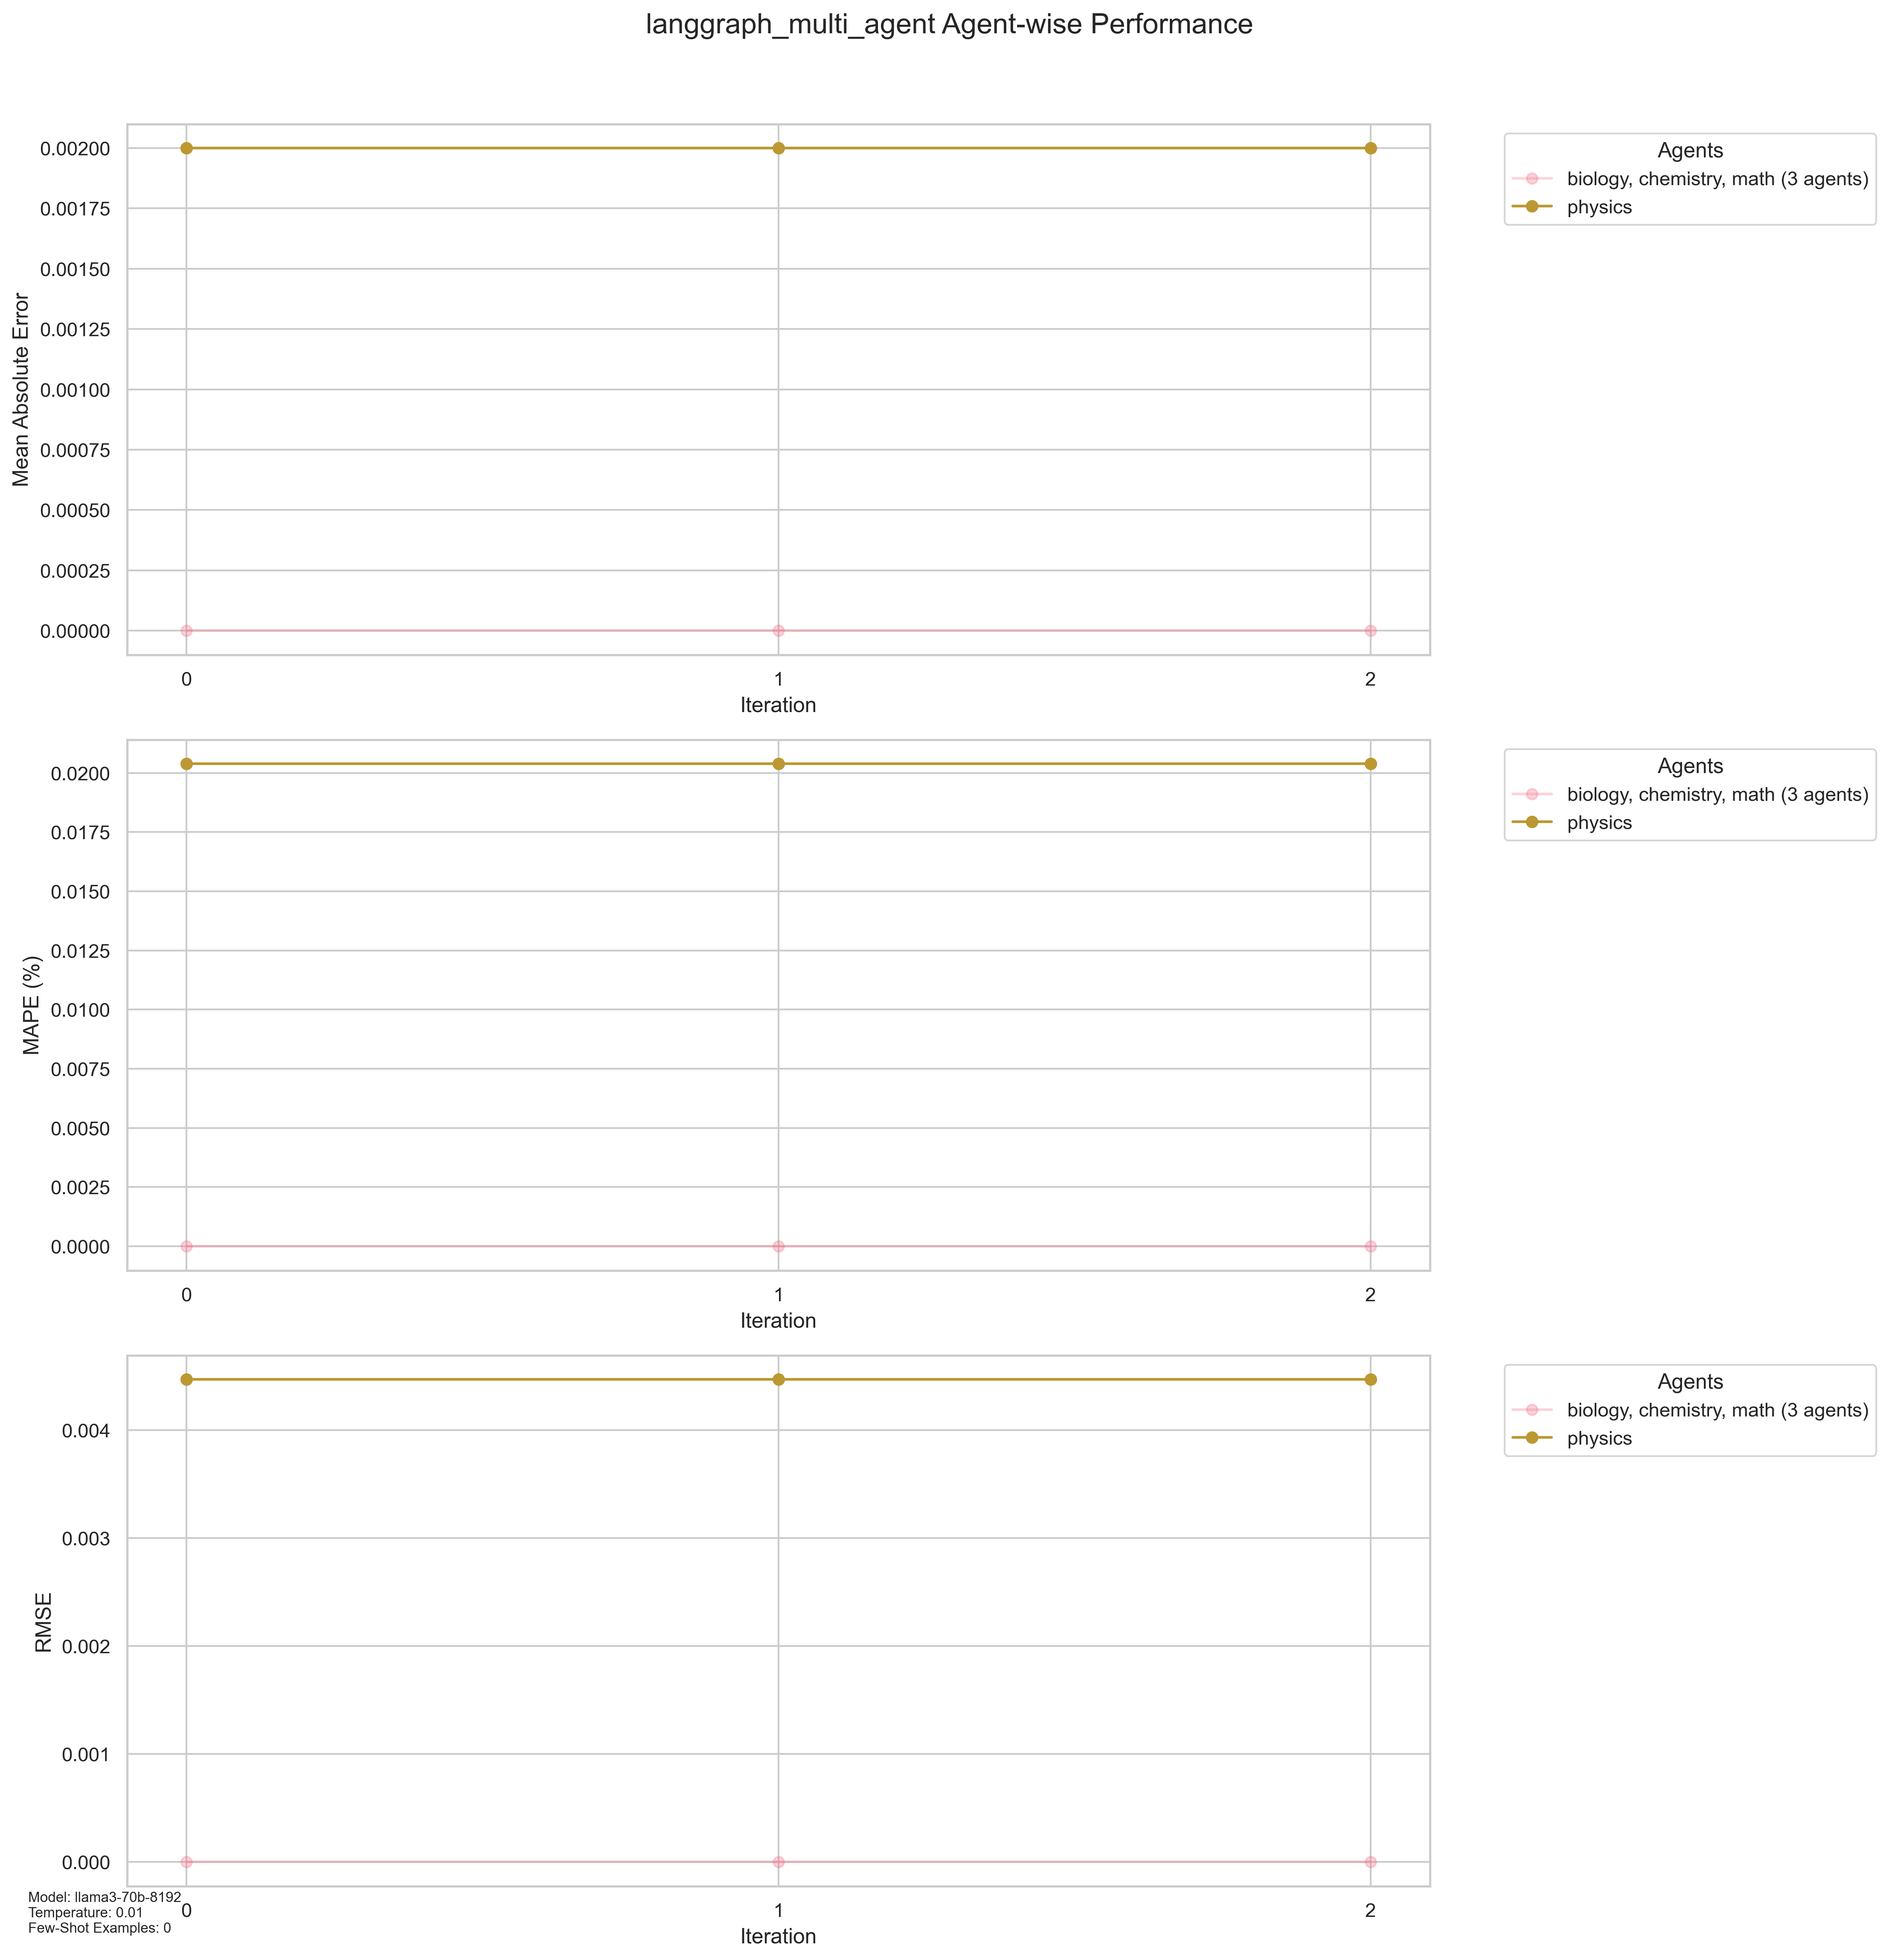 langgraph_multi_agent Agent-wise Performance
0.00200
0.00175
0.00150
0.00125
0.00100
0.00075
0.00050
0.00025
0.00000
Mean Absolute Error
0 1 2
Iteration
Agents
biology, chemistry, math (3 agents)
physics
0.0200
0.0175
0.0150
0.0125
0.0100
0.0075
0.0050
0.0025
0.0000
MAPE (%)
0 1 2
Iteration
Agents
biology, chemistry, math (3 agents)
physics
0.004
0.003
0.002
0.001
0.000
RMSE
0 1 2
Iteration
Agents
biology, chemistry, math (3 agents)
physics
Model: llama3-70b-8192
Temperature: 0.01
Few-Shot Examples: 0